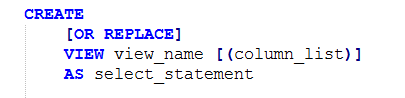 CREATE
[OR REPLACE]
VIEW view_name [(column_list)]
AS select_statement